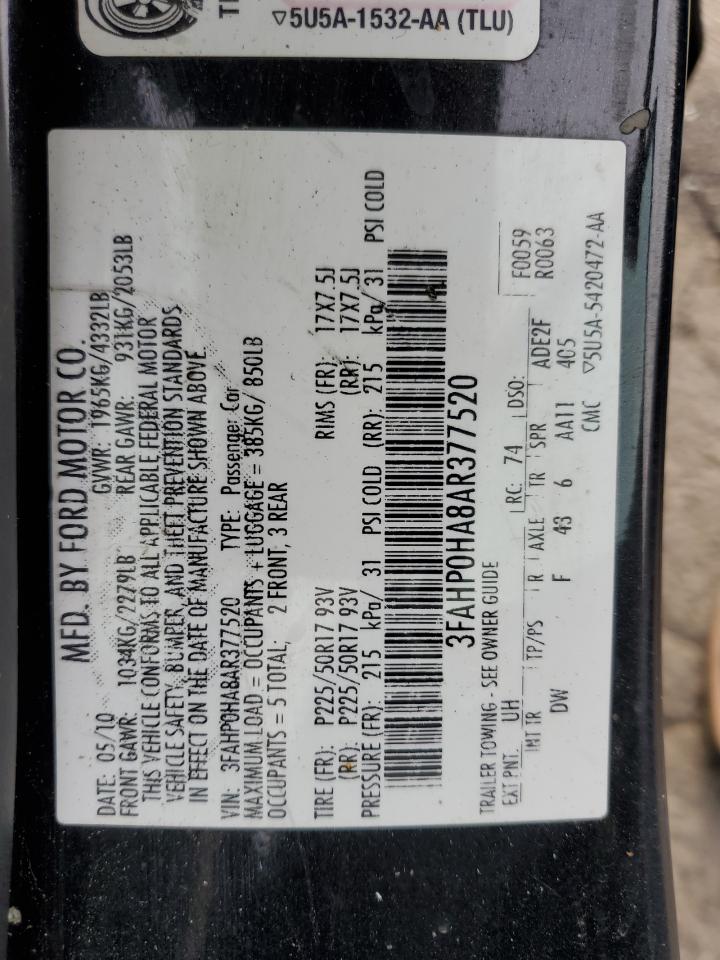 ▽5U5A-1532-AA (TLU)
MFD. BY FORD MOTOR CO.
DATE: 05/10 GVWR: 1965KG/4332LB
FRONT GAWR: 1034KG/2279LB REAR GAWR: 931KG/2053LB
THIS VEHICLE CONFORMS TO ALL APPLICABLE FEDERAL MOTOR
VEHICLE SAFETY, BUMPER, AND THEFT PREVENTION STANDARDS
IN EFFECT ON THE DATE OF MANUFACTURE SHOWN ABOVE.
VIN: 3FAHP0HA8AR377520 TYPE: Passenger Car
MAXIMUM LOAD = OCCUPANTS + LUGGAGE = 385KG/ 850LB
OCCUPANTS = 5 TOTAL; 2 FRONT, 3 REAR
TIRE (FR): P225/50R17 93V RIMS (FR): 17X7.5J
(RR): P225/50R17 93V (RR): 17X7.5J
PRESSURE (FR): 215 kPa/ 31 PSI COLD (RR): 215 kPa/ 31 PSI COLD
3FAHP0HA8AR377520
TRAILER TOWING - SEE OWNER GUIDE
EXT PNT: UH RC: 74 DSO: F0059
R0063
INT TR TP/PS R AXLE TR SPR ADE2F
DW F 43 6 AA11 4C5
CMC ▽5U5A-5420472-AA